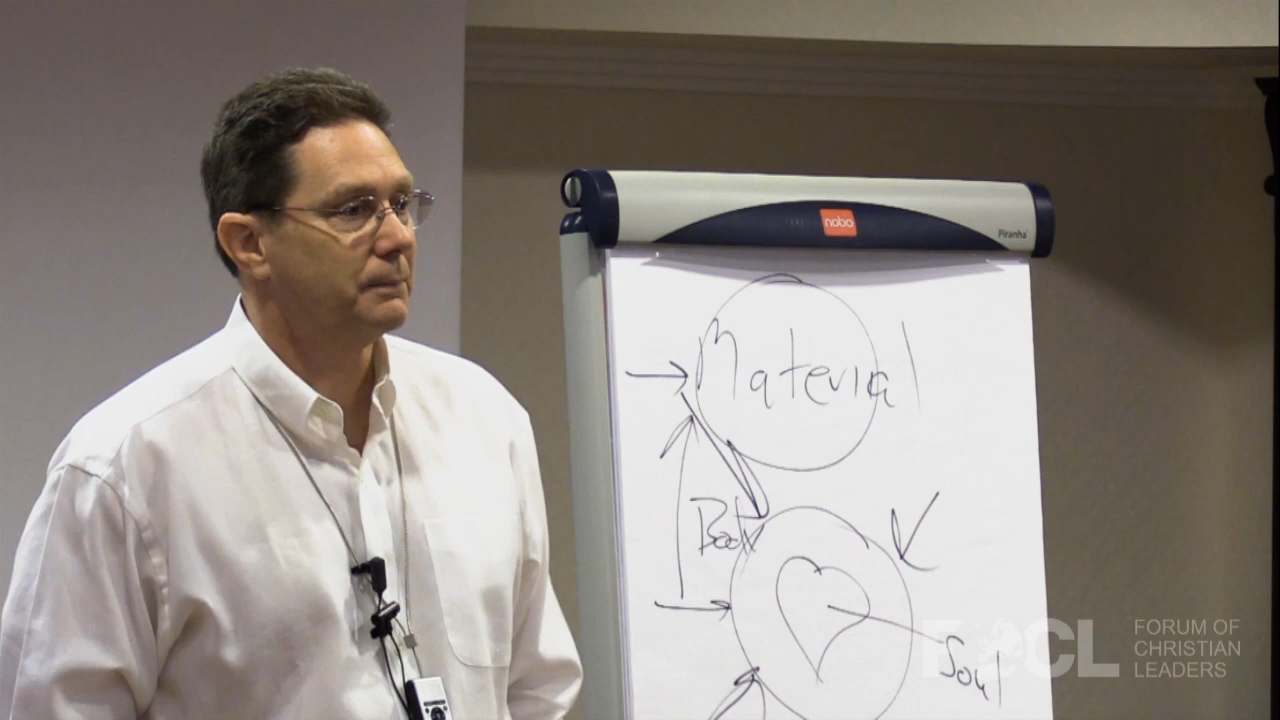 nobo
Piranha
Material
Body
Soul
FOCL
FORUM OF
CHRISTIAN
LEADERS